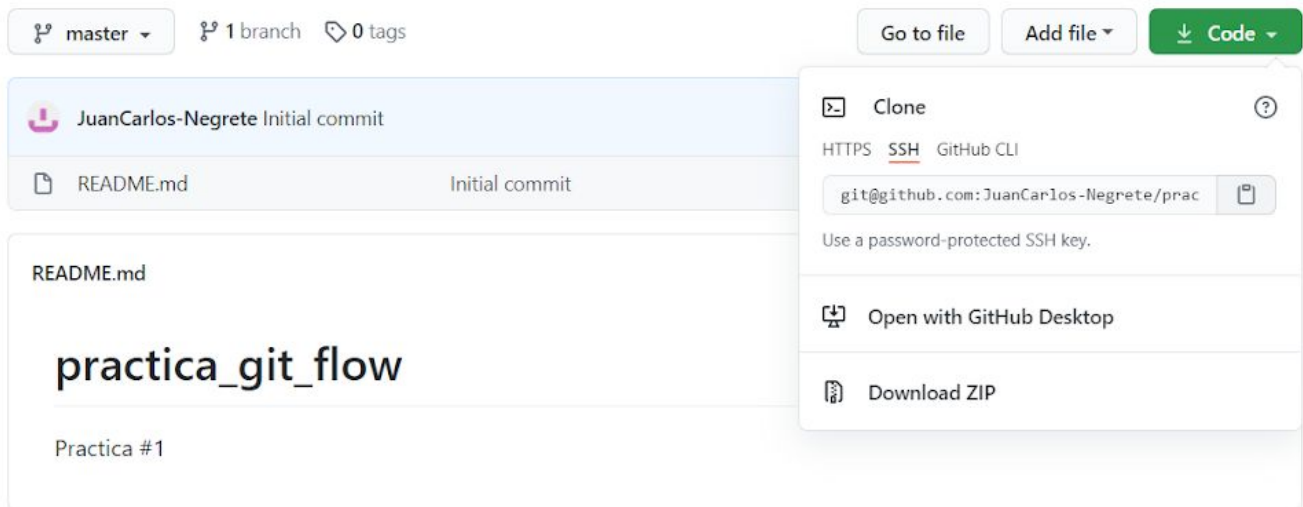 master 1 branch 0 tags Go to file Add file Code
JuanCarlos-Negrete Initial commit
README.md Initial commit
README.md
practica_git_flow
Practica #1
Clone
HTTPS SSH GitHub CLI
git@github.com:JuanCarlos-Negrete/prac
Use a password-protected SSH key.
Open with GitHub Desktop
Download ZIP